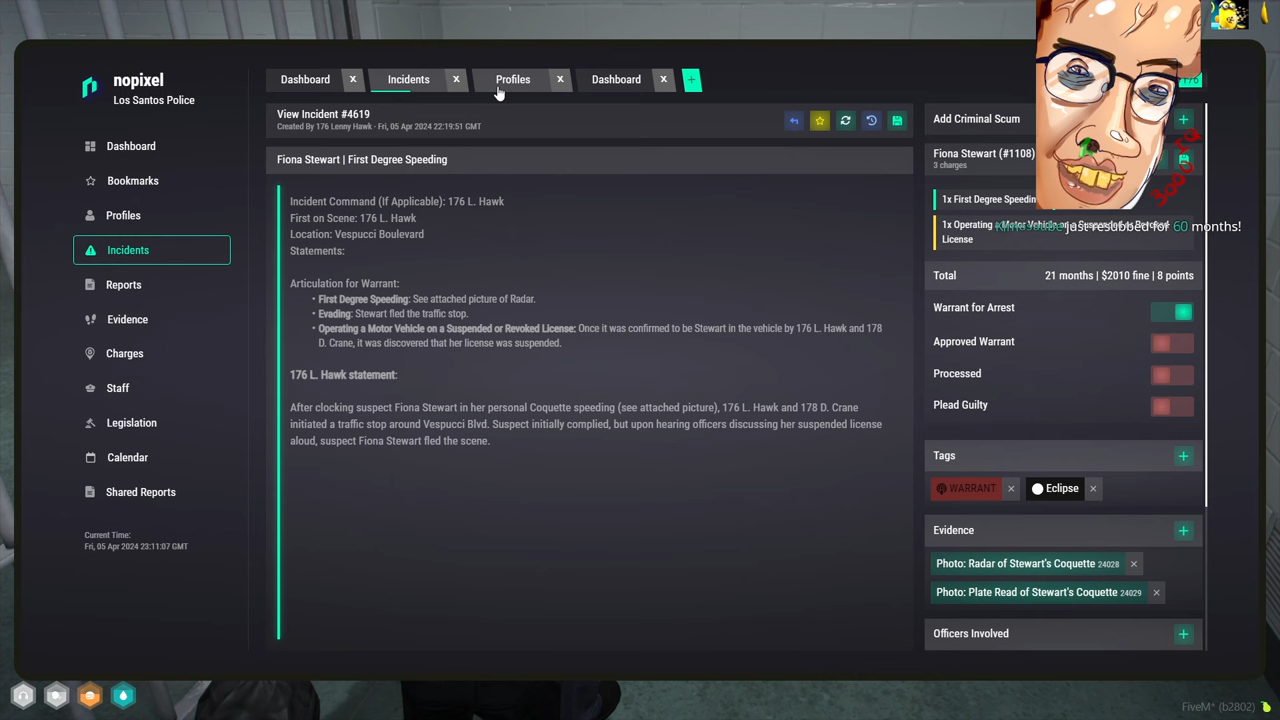 nopixel
Los Santos Police
Dashboard
Bookmarks
Profiles
Incidents
Reports
Evidence
Charges
Staff
Legislation
Calendar
Shared Reports
Current Time:
Fri, 05 Apr 2024 23:11:07 GMT
Dashboard x Incidents x Profiles x Dashboard x +
View Incident #4619
Created By 176 Lenny Hawk · Fri, 05 Apr 2024 22:19:51 GMT
Fiona Stewart | First Degree Speeding
Incident Command (If Applicable): 176 L. Hawk
First on Scene: 176 L. Hawk
Location: Vespucci Boulevard
Statements:
Articulation for Warrant:
• First Degree Speeding: See attached picture of Radar.
• Evading: Stewart fled the traffic stop.
• Operating a Motor Vehicle on a Suspended or Revoked License: Once it was confirmed to be Stewart in the vehicle by 176 L. Hawk and 178
D. Crane, it was discovered that her license was suspended.
176 L. Hawk statement:
After clocking suspect Fiona Stewart in her personal Coquette speeding (see attached picture), 176 L. Hawk and 178 D. Crane
initiated a traffic stop around Vespucci Blvd. Suspect initially complied, but upon hearing officers discussing her suspended license
aloud, suspect Fiona Stewart fled the scene.
Add Criminal Scum +
Fiona Stewart (#1108)
3 charges
1x First Degree
1x Operating a Motor Vehicle on a Suspended or Revoked
License
just resubbed for 60 months!
Total 21 months | $2010 fine | 8 points
Warrant for Arrest
Approved Warrant
Processed
Plead Guilty
Tags +
WARRANT x Eclipse x
Evidence +
Photo: Radar of Stewart's Coquette 24028 x
Photo: Plate Read of Stewart's Coquette 24029 x
Officers Involved +
3000 IQ
FiveM* (b2802)